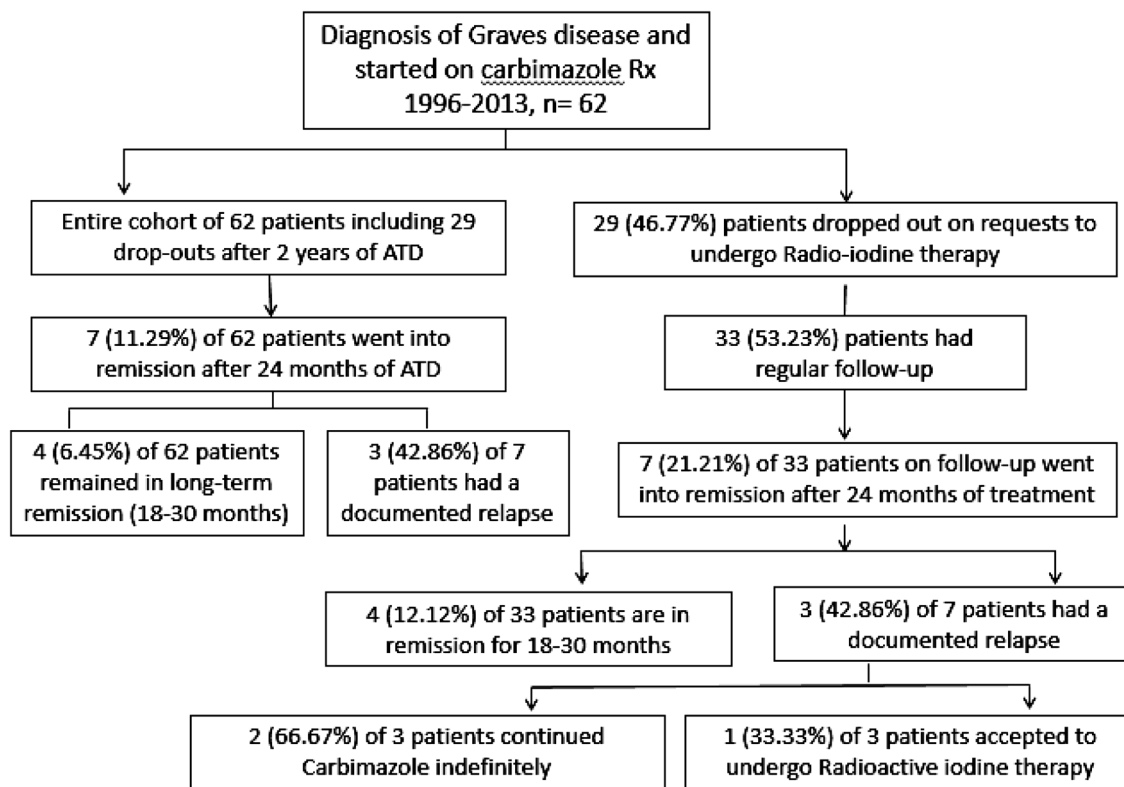 Diagnosis of Graves disease and
started on carbimazole Rx
1996-2013, n= 62
Entire cohort of 62 patients including 29
drop-outs after 2 years of ATD
29 (46.77%) patients dropped out on requests to
undergo Radio-iodine therapy
7 (11.29%) of 62 patients went into
remission after 24 months of ATD
33 (53.23%) patients had
regular follow-up
4 (6.45%) of 62 patients
remained in long-term
remission (18-30 months)
3 (42.86%) of 7
patients had a
documented relapse
7 (21.21%) of 33 patients on follow-up went
into remission after 24 months of treatment
4 (12.12%) of 33 patients are in
remission for 18-30 months
3 (42.86%) of 7 patients had a
documented relapse
2 (66.67%) of 3 patients continued
Carbimazole indefinitely
1 (33.33%) of 3 patients accepted to
undergo Radioactive iodine therapy